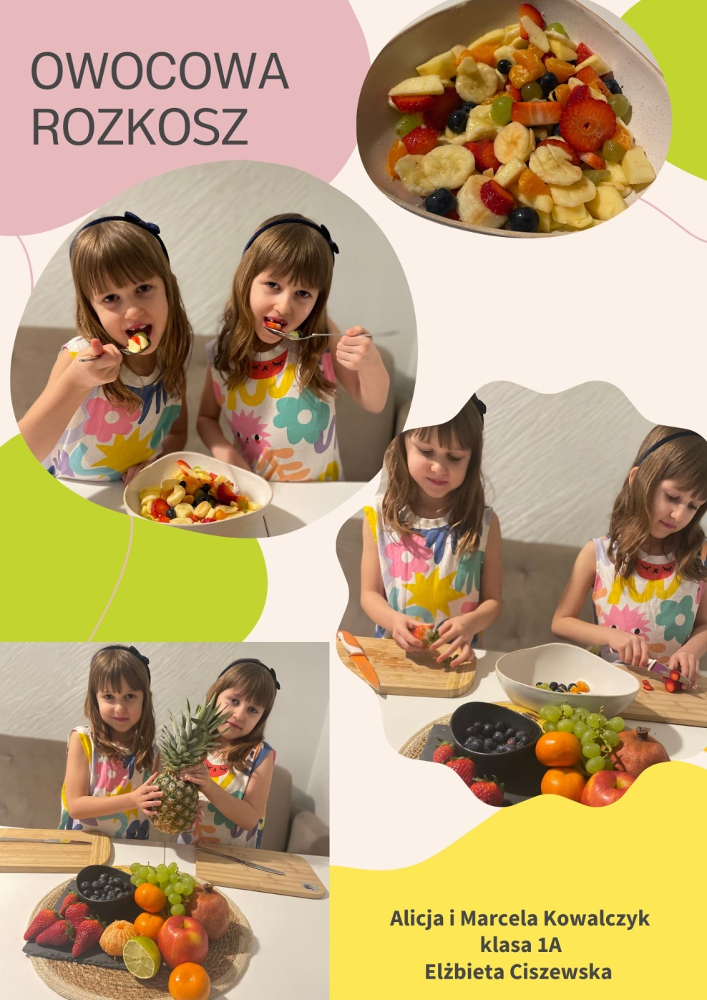 OWOCOWA
ROZKOSZ
Alicja i Marcela Kowalczyk
klasa 1A
Elżbieta Ciszewska